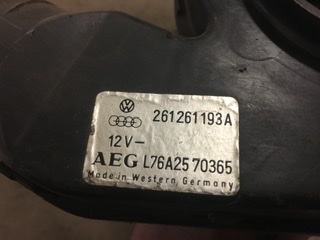 261261193A
12V-
AEG L76A25 70365
Made in Western Germany